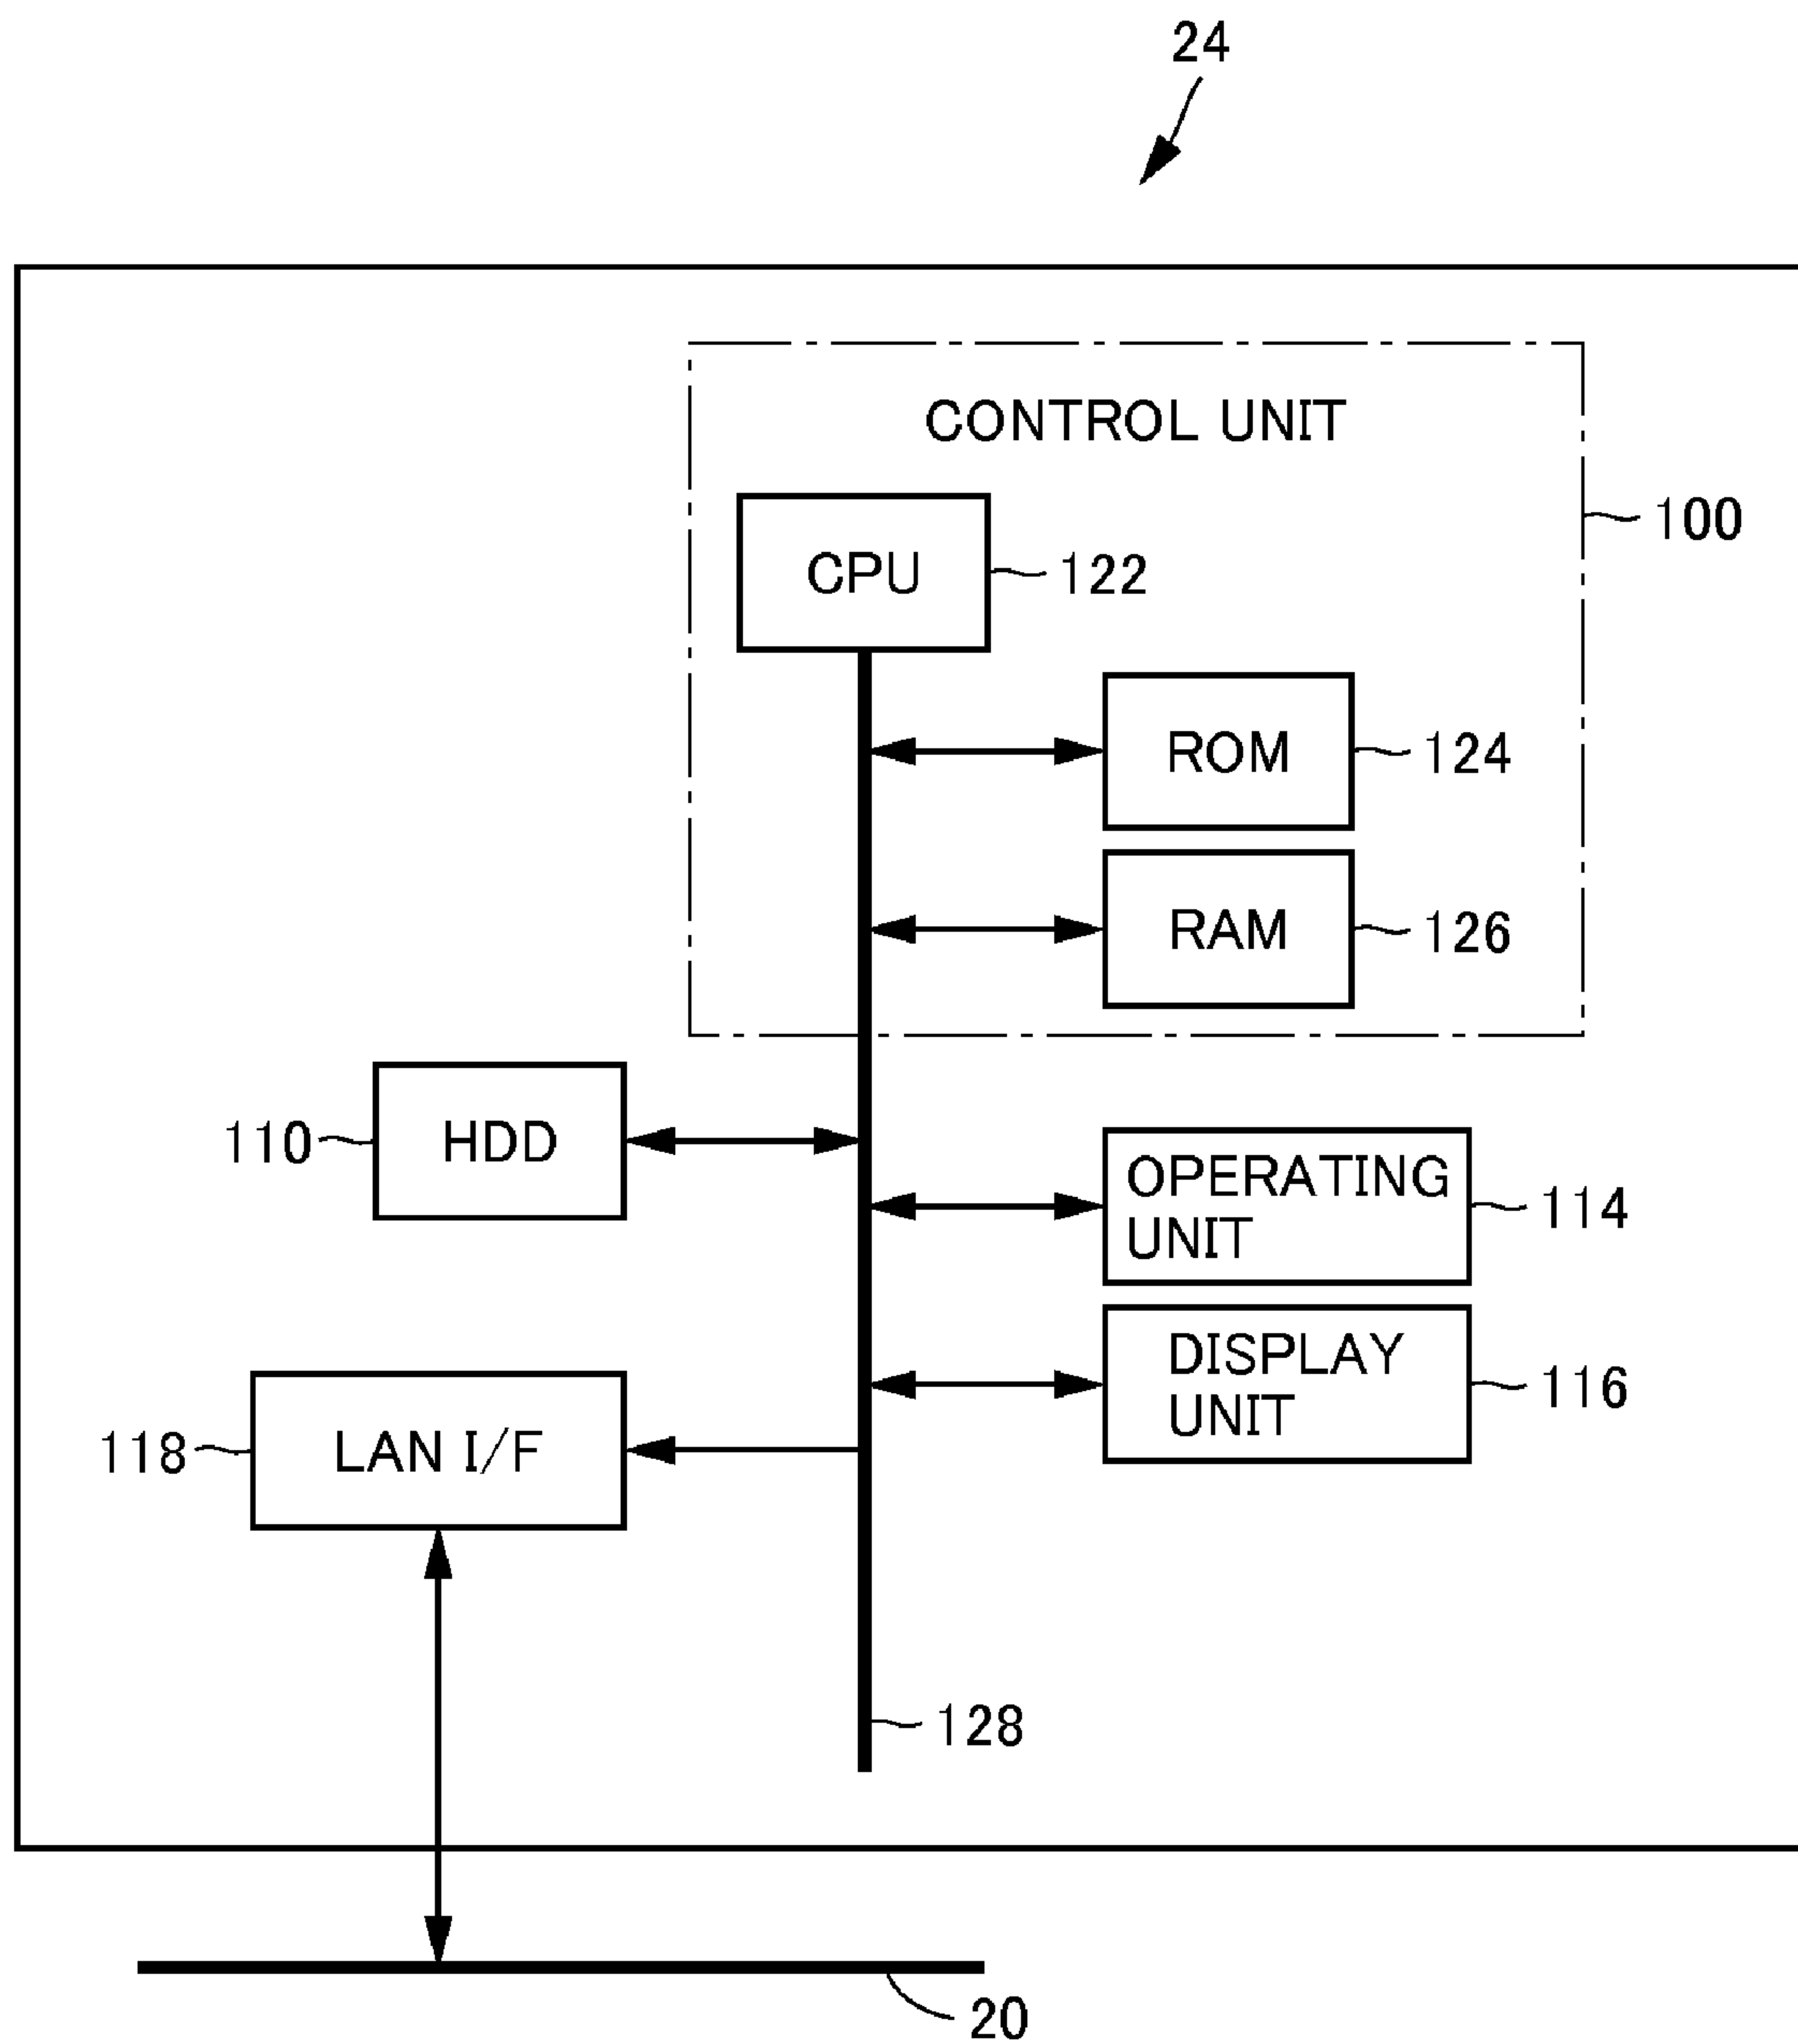 24
CONTROL UNIT
100
CPU
122
ROM
124
RAM
126
110
HDD
OPERATING
UNIT
114
DISPLAY
UNIT
116
118
LAN I/F
128
20